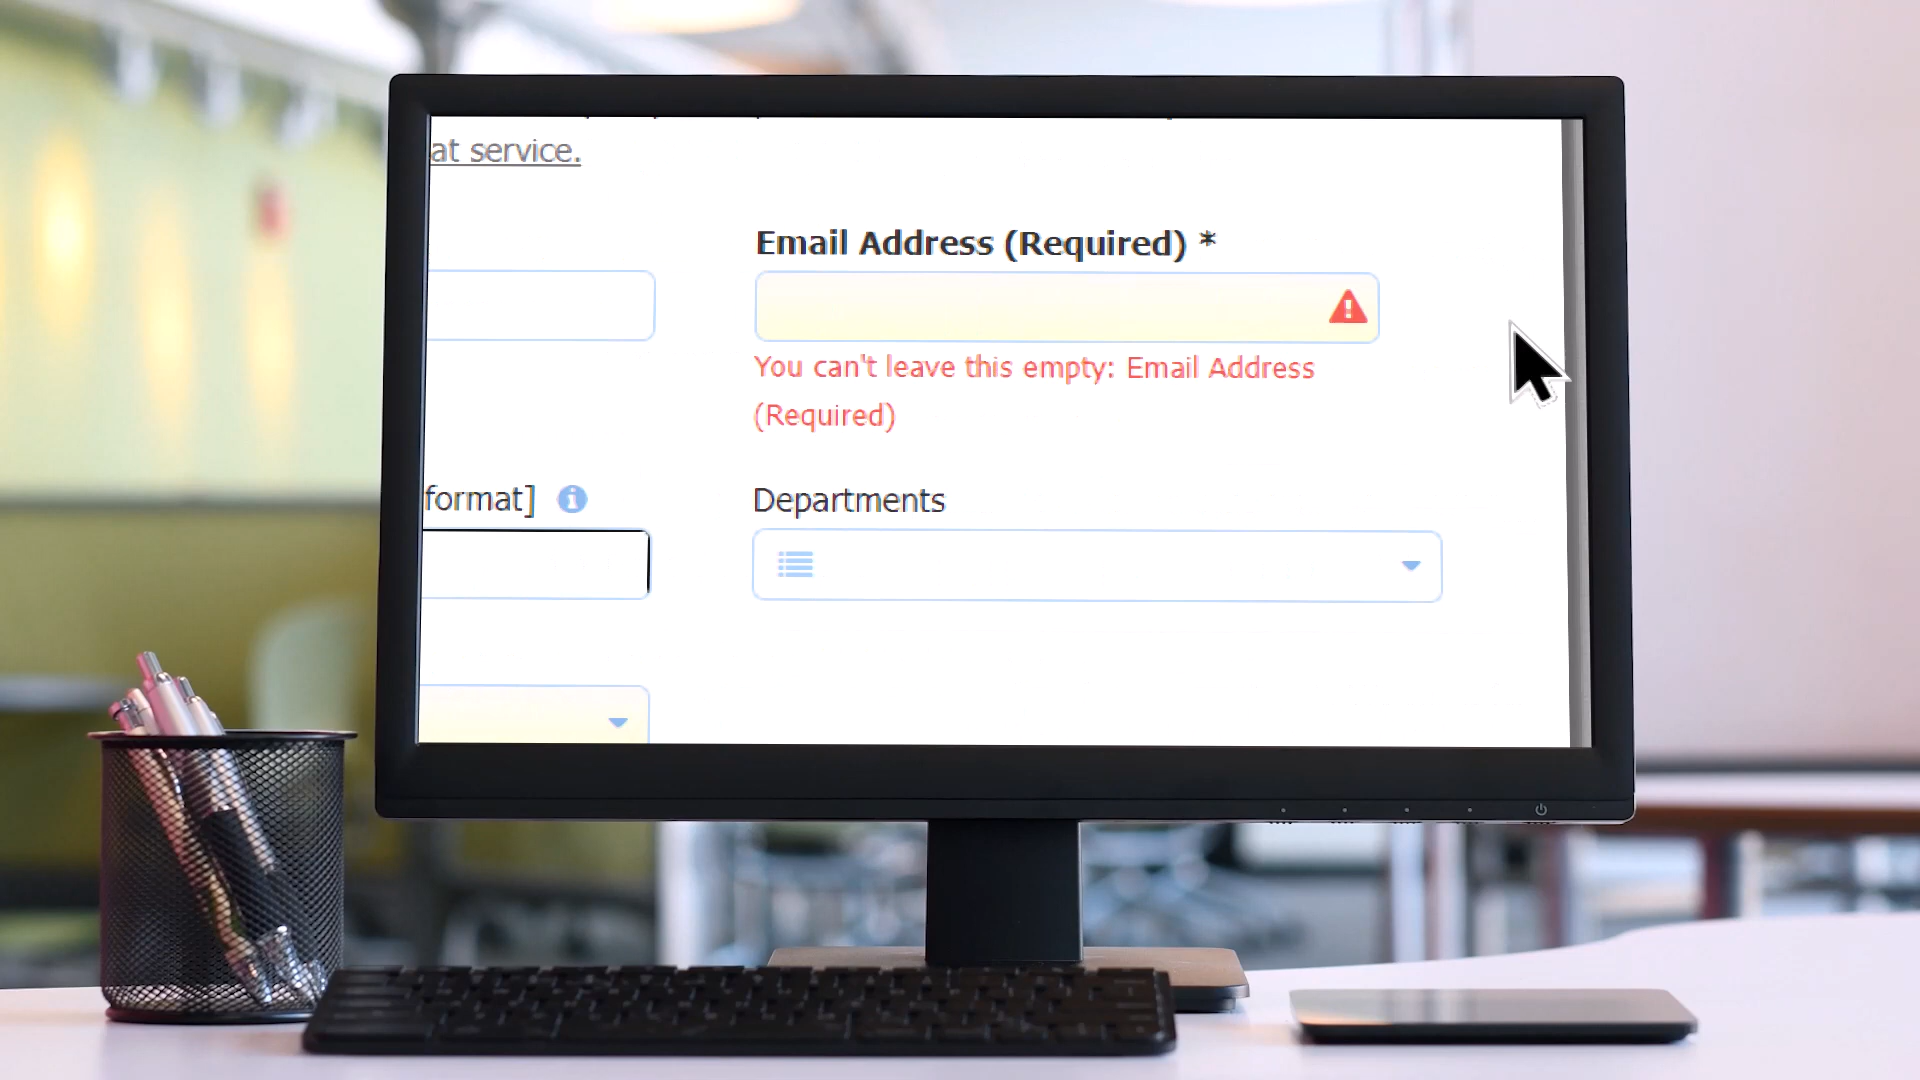 at service.
Email Address (Required) *
You can't leave this empty: Email Address
(Required)
format]
Departments